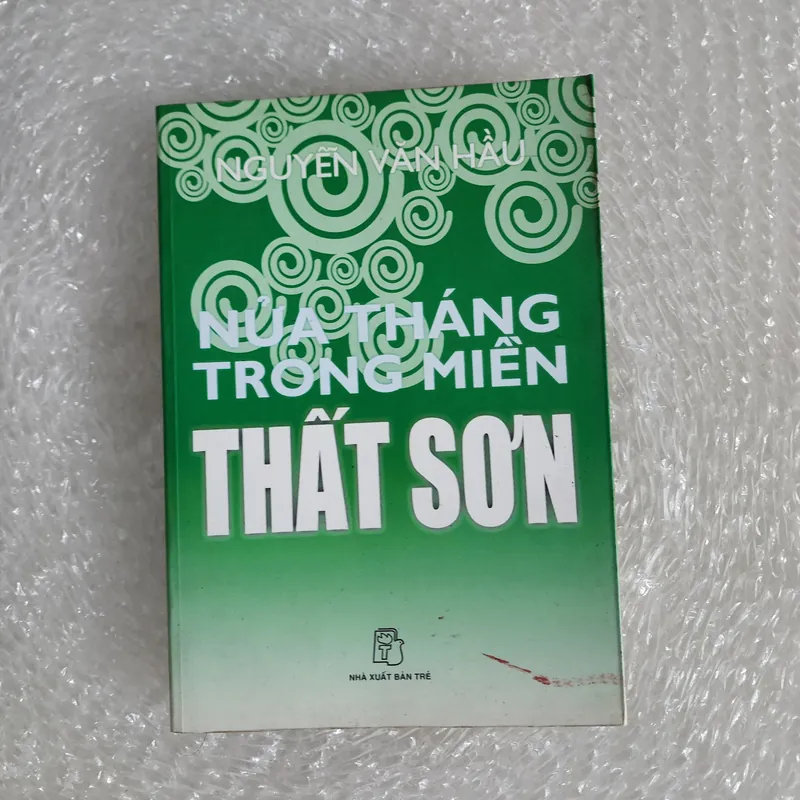 NGUYỄN VĂN HẦU
NỬA THÁNG
TRONG MIỀN
THẤT SƠN
T
NHÀ XUẤT BẢN TRẺ